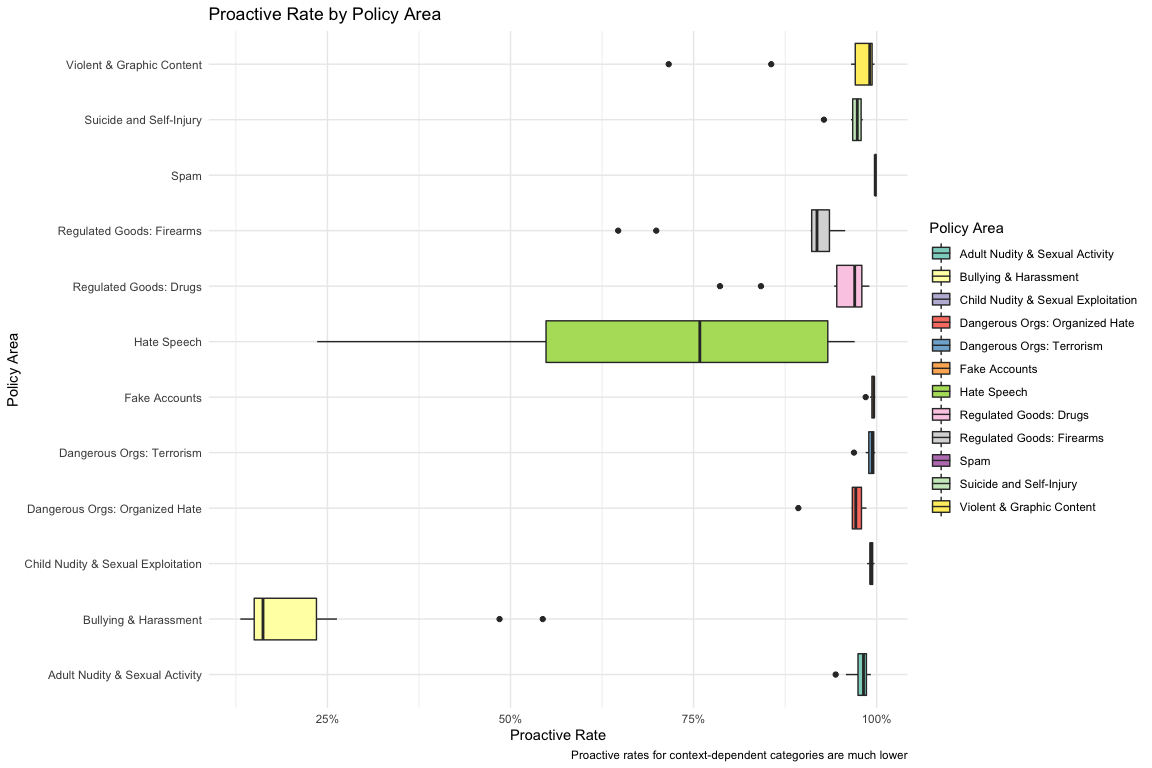 Proactive Rate by Policy Area
Violent & Graphic Content
Suicide and Self-Injury
Spam
Regulated Goods: Firearms
Regulated Goods: Drugs
Hate Speech
Fake Accounts
Dangerous Orgs: Terrorism
Dangerous Orgs: Organized Hate
Child Nudity & Sexual Exploitation
Bullying & Harassment
Adult Nudity & Sexual Activity
Policy Area
25% 50% 75% 100%
Proactive Rate
Proactive rates for context-dependent categories are much lower
Policy Area
Adult Nudity & Sexual Activity
Bullying & Harassment
Child Nudity & Sexual Exploitation
Dangerous Orgs: Organized Hate
Dangerous Orgs: Terrorism
Fake Accounts
Hate Speech
Regulated Goods: Drugs
Regulated Goods: Firearms
Spam
Suicide and Self-Injury
Violent & Graphic Content